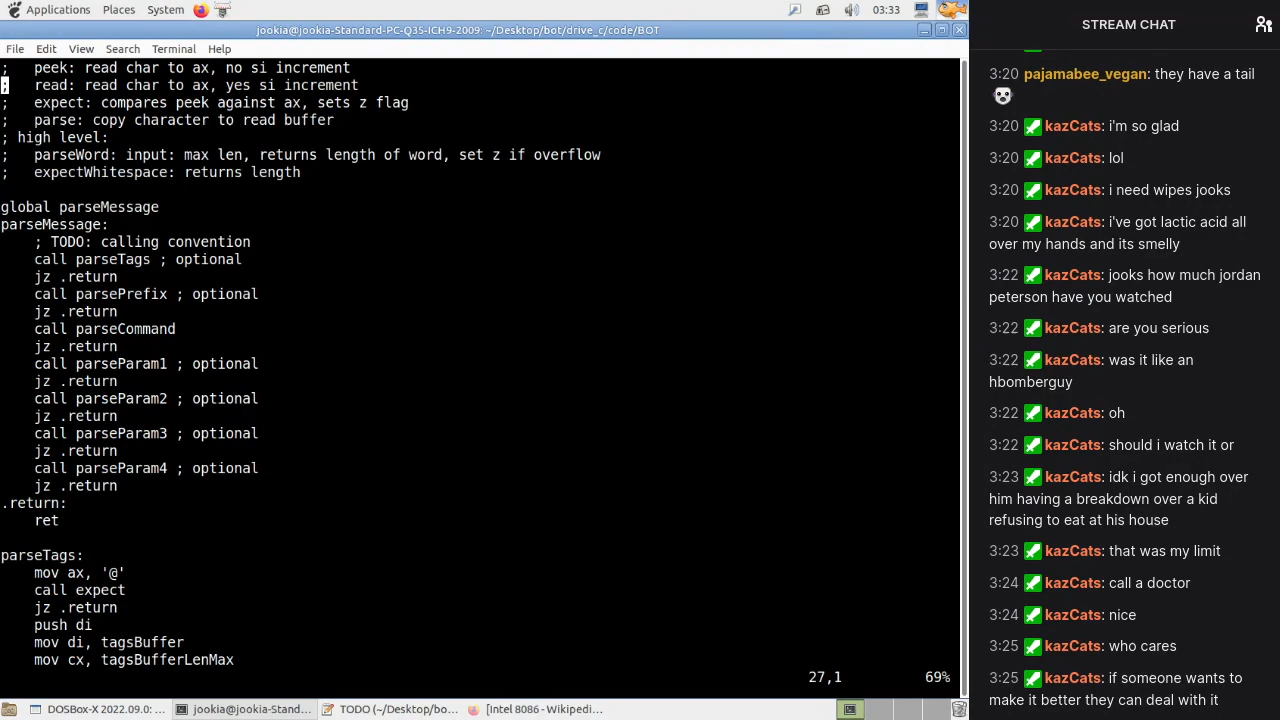 Applications Places System 03:33
jookia@jookia-Standard-PC-Q35-ICH9-2009: ~/Desktop/bot/drive_c/code/BOT
File Edit View Search Terminal Help
;   peek: read char to ax, no si increment
;   read: read char to ax, yes si increment
;   expect: compares peek against ax, sets z flag
;   parse: copy character to read buffer
; high level:
;   parseWord: input: max len, returns length of word, set z if overflow
;   expectWhitespace: returns length
global parseMessage
parseMessage:
    ; TODO: calling convention
    call parseTags ; optional
    jz .return
    call parsePrefix ; optional
    jz .return
    call parseCommand
    jz .return
    call parseParam1 ; optional
    jz .return
    call parseParam2 ; optional
    jz .return
    call parseParam3 ; optional
    jz .return
    call parseParam4 ; optional
    jz .return
.return:
    ret
parseTags:
    mov ax, '@'
    call expect
    jz .return
    push di
    mov di, tagsBuffer
    mov cx, tagsBufferLenMax
27,1 69%
DOSBox-X 2022.09.0: ... jookia@jookia-Stand... TODO (~/Desktop/bo... [Intel 8086 - Wikipedi...
STREAM CHAT
3:20 pajamabee_vegan: they have a tail
3:20 kazCats: i'm so glad
3:20 kazCats: lol
3:20 kazCats: i need wipes jooks
3:20 kazCats: i've got lactic acid all
over my hands and its smelly
3:22 kazCats: jooks how much jordan
peterson have you watched
3:22 kazCats: are you serious
3:22 kazCats: was it like an
hbomberguy
3:22 kazCats: oh
3:22 kazCats: should i watch it or
3:23 kazCats: idk i got enough over
him having a breakdown over a kid
refusing to eat at his house
3:23 kazCats: that was my limit
3:24 kazCats: call a doctor
3:24 kazCats: nice
3:25 kazCats: who cares
3:25 kazCats: if someone wants to
make it better they can deal with it